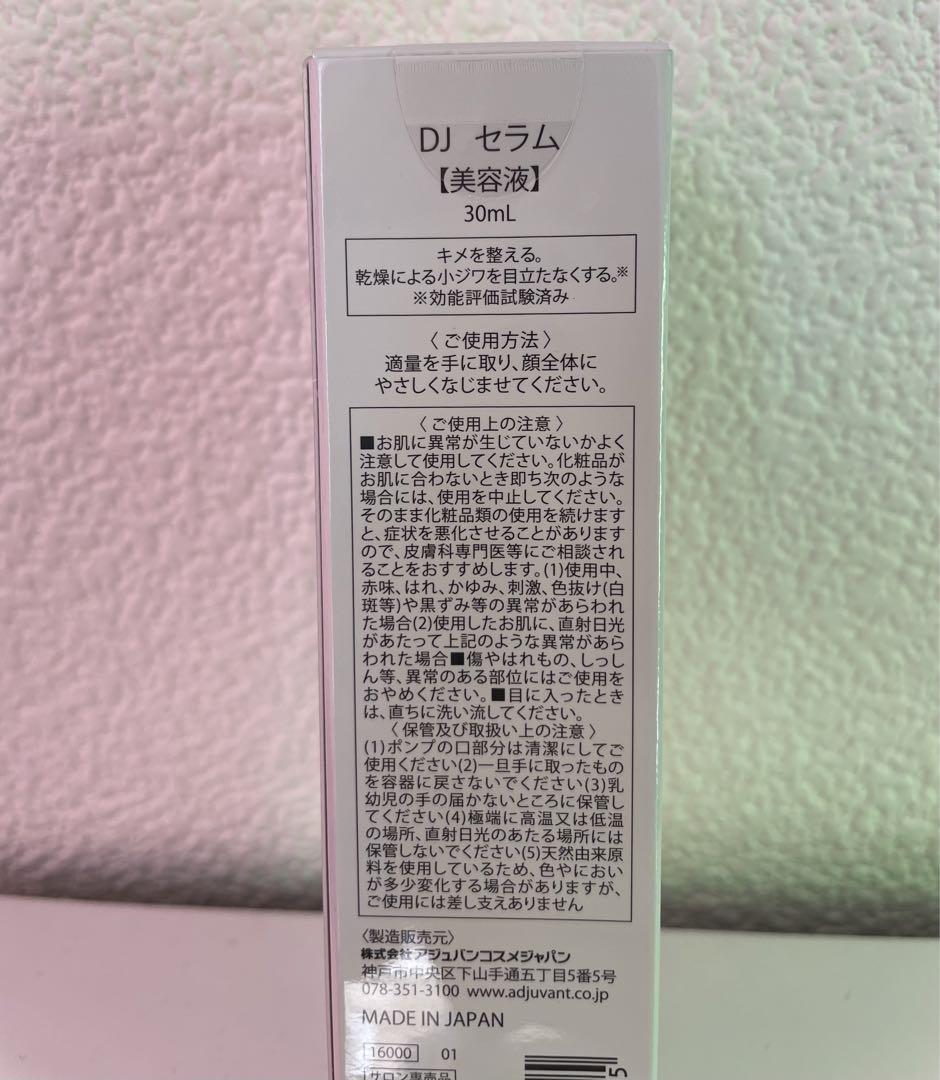 DJ セラム
【美容液】
30mL
キメを整える。
乾燥による小ジワを目立たなくする。※
※効能評価試験済み
〈ご使用方法〉
適量を手に取り、顔全体に
やさしくなじませてください。
〈ご使用上の注意〉
■お肌に異常が生じていないかよく
注意して使用してください。化粧品が
お肌に合わないとき即ち次のような
場合には、使用を中止してください。
そのまま化粧品類の使用を続けます
と、症状を悪化させることがあります
ので、皮膚科専門医等にご相談され
ることをおすすめします。(1)使用中、
赤味、はれ、かゆみ、刺激、色抜け(白
斑等)や黒ずみ等の異常があらわれ
た場合(2)使用したお肌に、直射日光
があたって上記のような異常があら
われた場合■傷やはれもの、しっし
ん等、異常のある部位にはご使用を
おやめください。■目に入ったとき
は、直ちに洗い流してください。
〈保管及び取扱い上の注意〉
(1)ポンプの口部分は清潔にしてご
使用ください(2)一旦手に取ったもの
を容器に戻さないでください(3)乳
幼児の手の届かないところに保管し
てください(4)極端に高温又は低温
の場所、直射日光のあたる場所には
保管しないでください(5)天然由来原
料を使用しているため、色やにおい
が多少変化する場合がありますが、
ご使用には差し支えありません
〈製造販売元〉
株式会社アジュバンコスメジャパン
神戸市中央区下山手通五丁目5番5号
078-351-3100 www.adjuvant.co.jp
MADE IN JAPAN
16000 01
サロン専売品
5